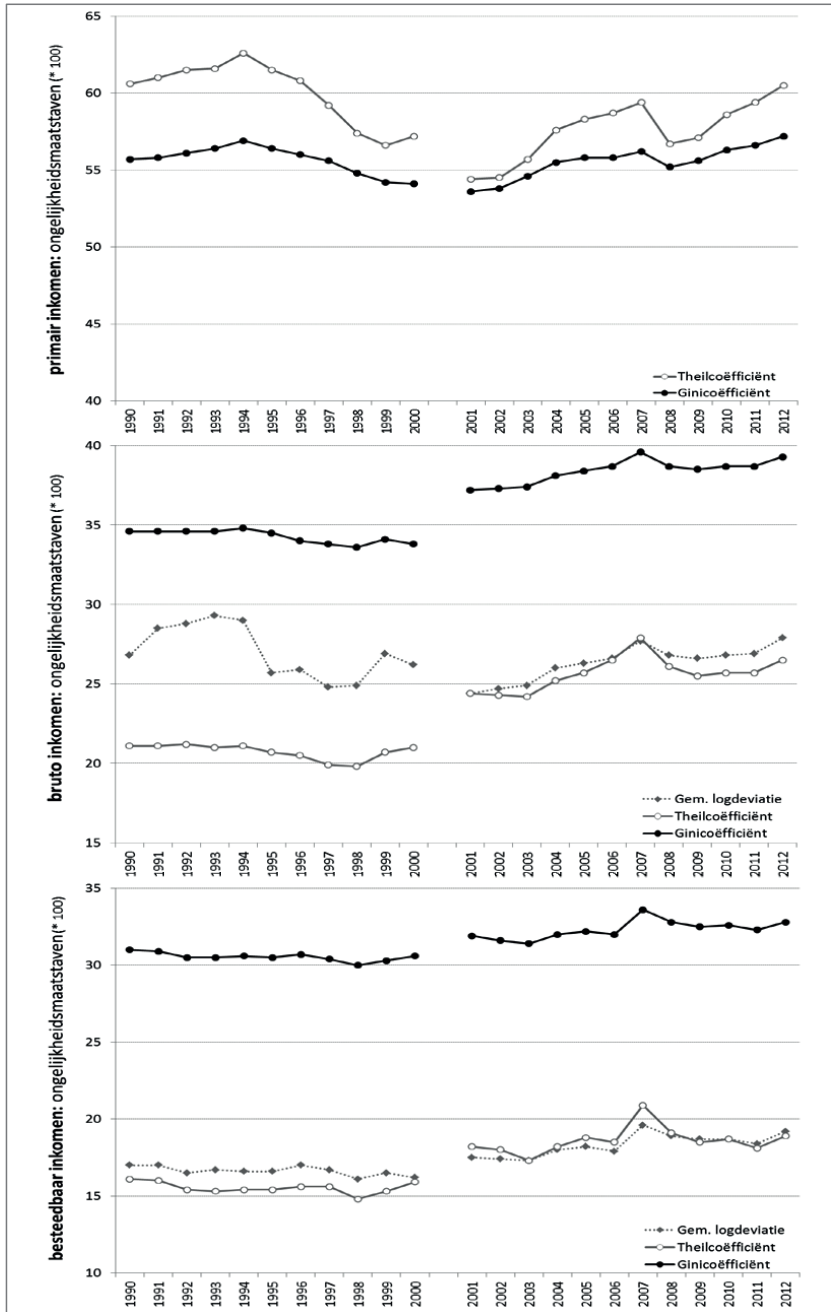 primair inkomen: ongelijkheidsmaatstaven (* 100)
65
60
55
50
45
40
Theilcoëfficiënt
Ginicoëfficiënt
1990 1991 1992 1993 1994 1995 1996 1997 1998 1999 2000 2001 2002 2003 2004 2005 2006 2007 2008 2009 2010 2011 2012
bruto inkomen: ongelijkheidsmaatstaven (* 100)
40
35
30
25
20
15
Gem. logdeviatie
Theilcoëfficiënt
Ginicoëfficiënt
1990 1991 1992 1993 1994 1995 1996 1997 1998 1999 2000 2001 2002 2003 2004 2005 2006 2007 2008 2009 2010 2011 2012
besteedbaar inkomen: ongelijkheidsmaatstaven (* 100)
35
30
25
20
15
10
Gem. logdeviatie
Theilcoëfficiënt
Ginicoëfficiënt
1990 1991 1992 1993 1994 1995 1996 1997 1998 1999 2000 2001 2002 2003 2004 2005 2006 2007 2008 2009 2010 2011 2012